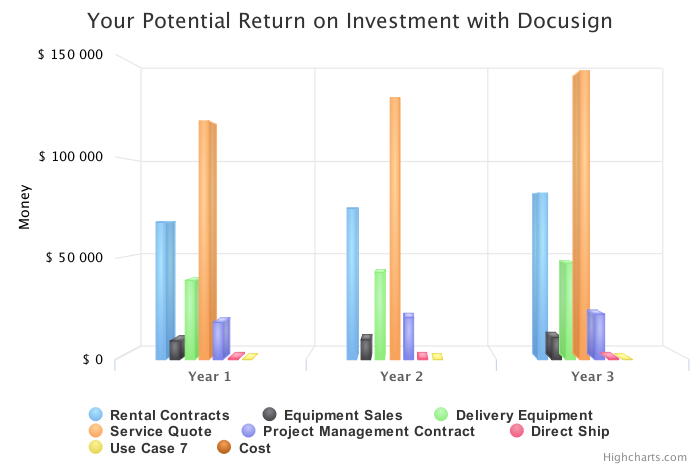 Your Potential Return on Investment with Docusign
$ 150 000
$ 100 000
Money
$ 50 000
$ 0
Year 1 Year 2 Year 3
Rental Contracts Equipment Sales Delivery Equipment
Service Quote Project Management Contract Direct Ship
Use Case 7 Cost
Highcharts.com